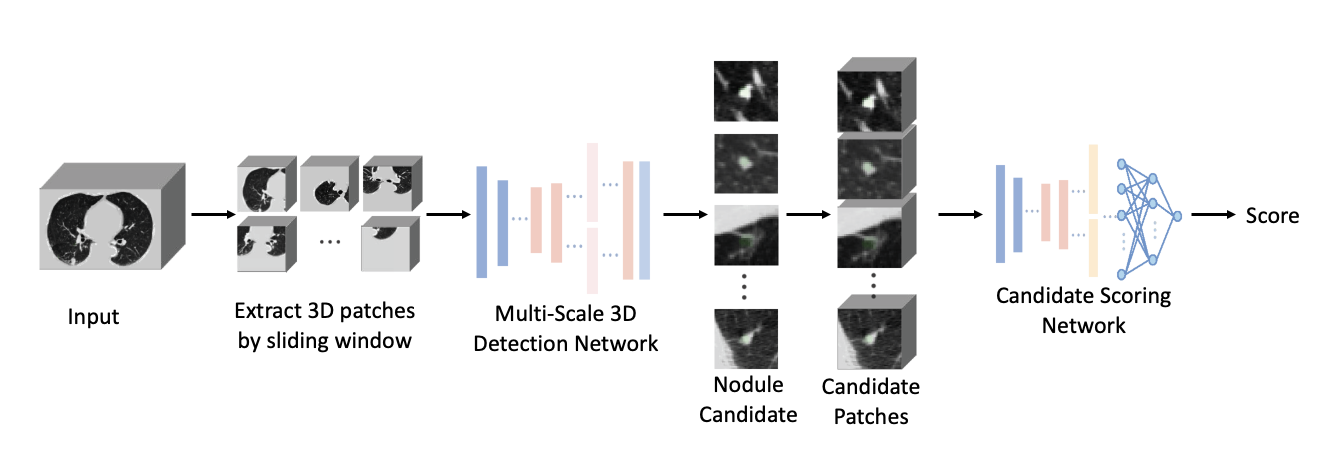 Input
Extract 3D patches
by sliding window
Multi-Scale 3D
Detection Network
Nodule
Candidate
Candidate
Patches
Candidate Scoring
Network
Score